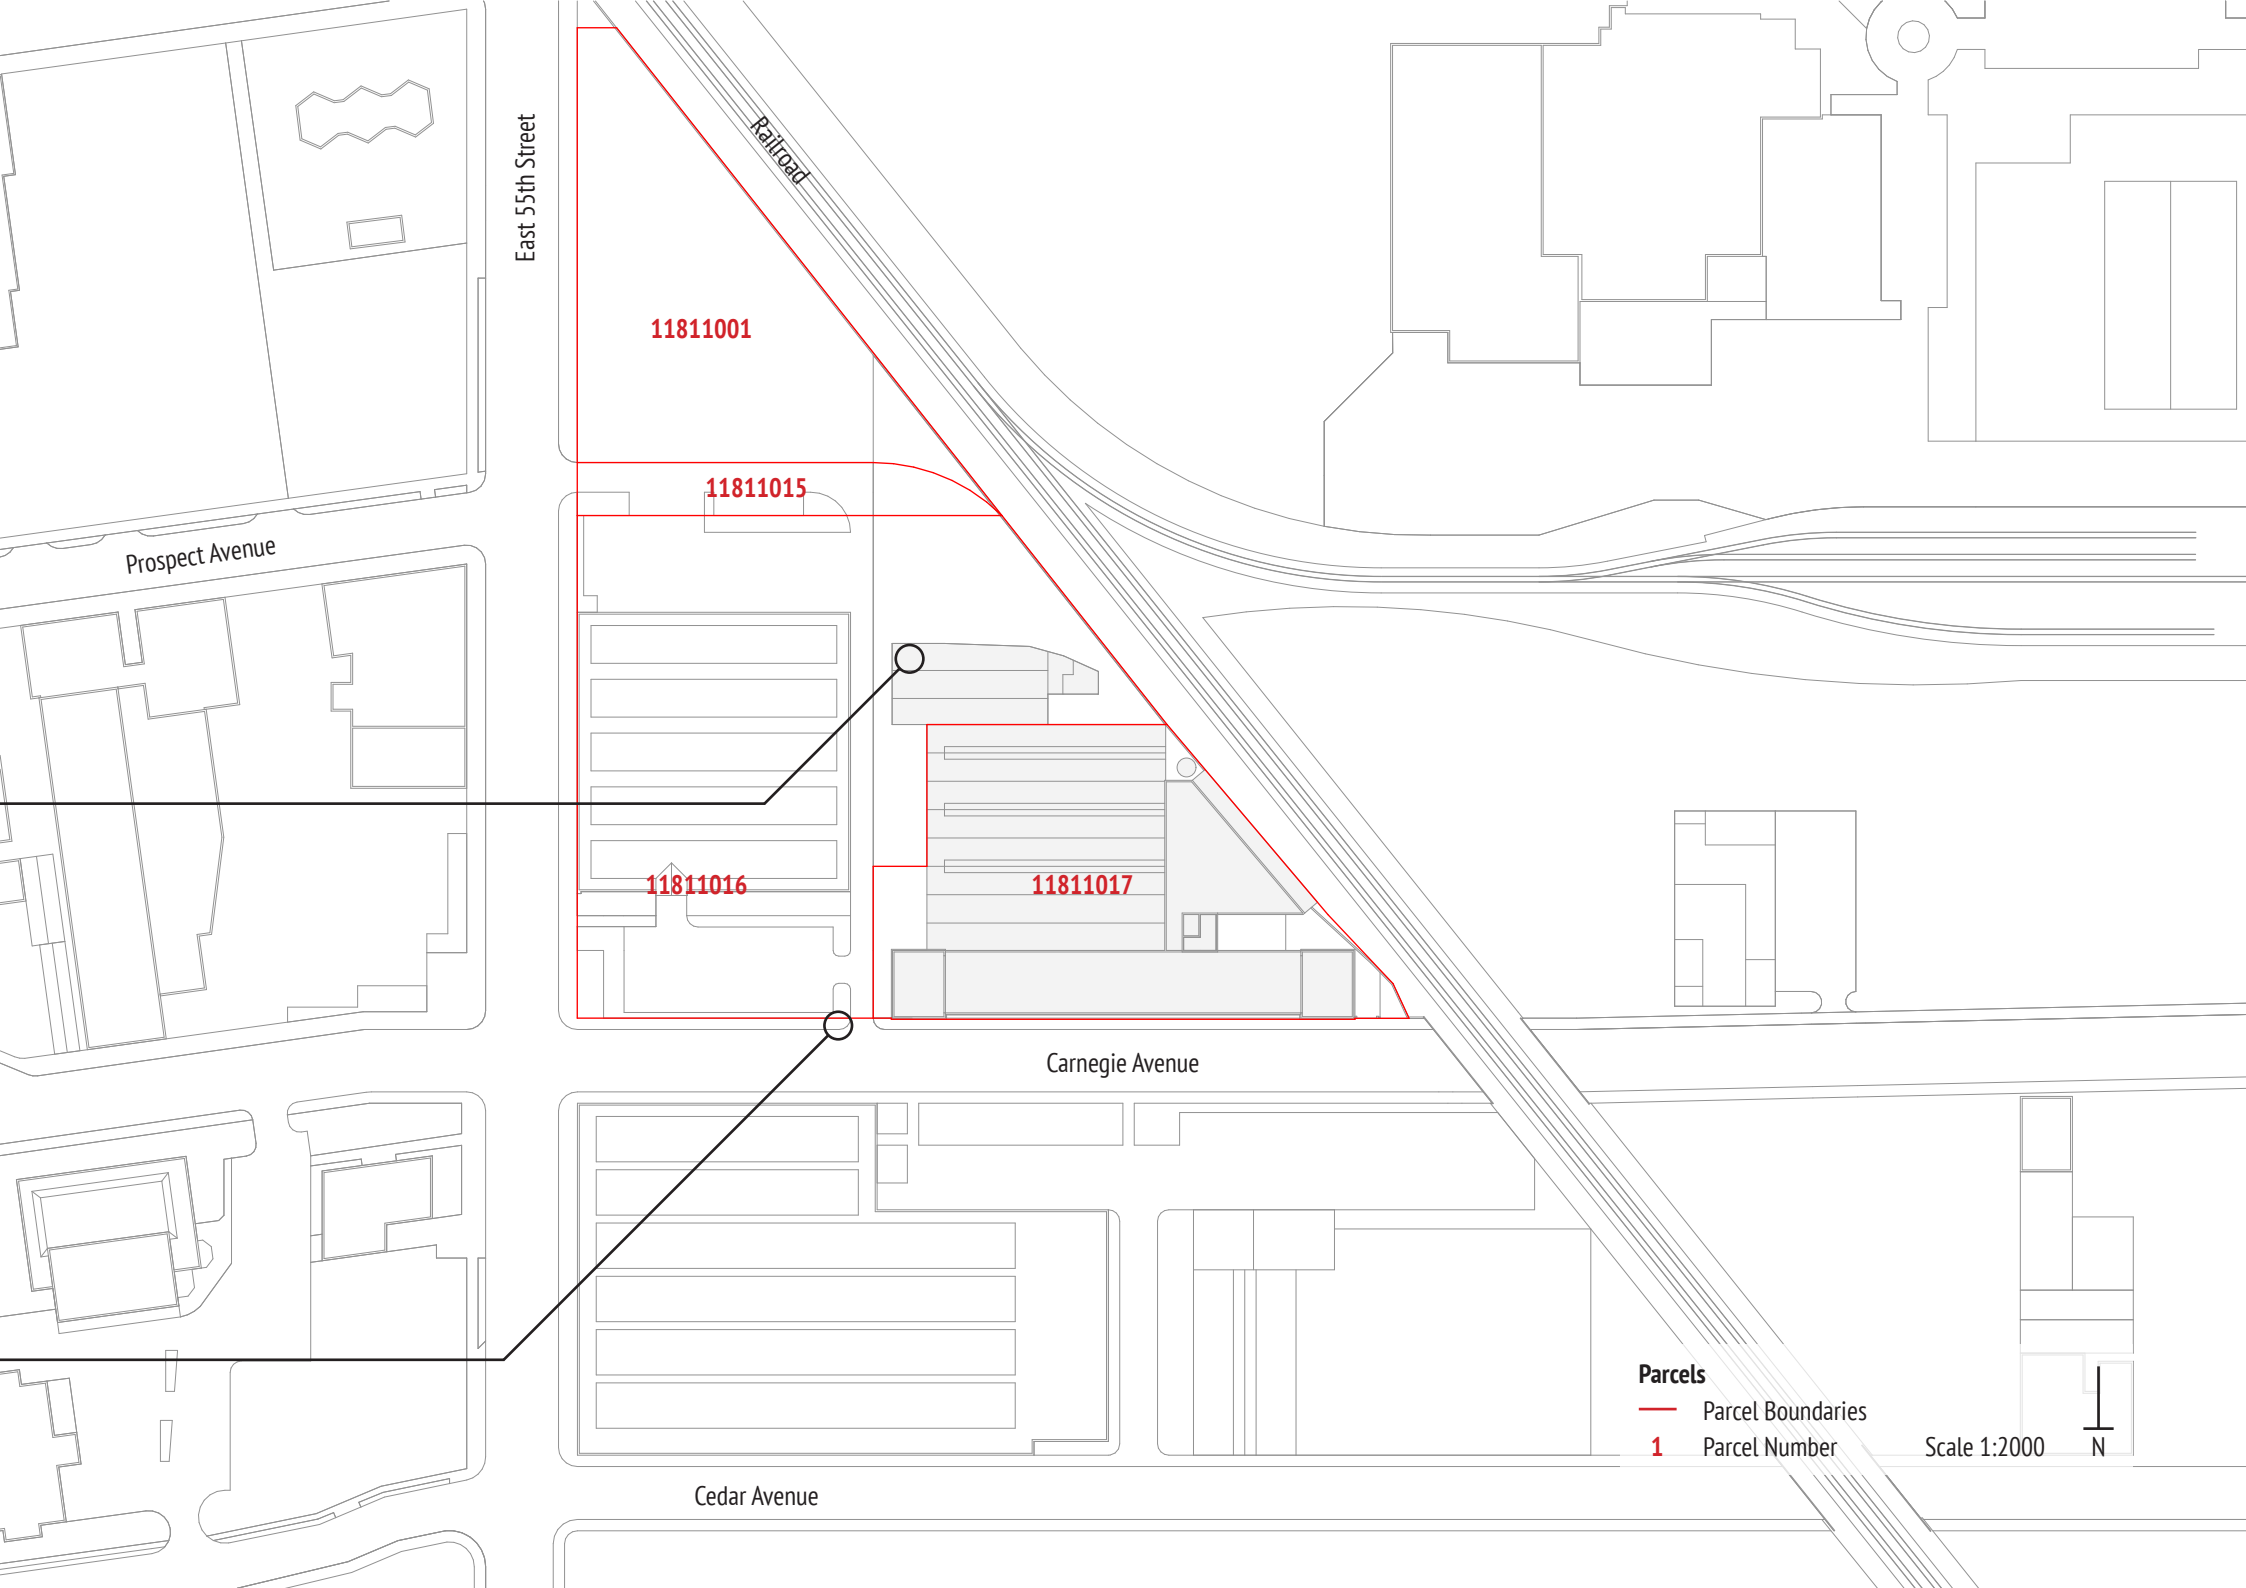 East 55th Street
Railroad
11811001
11811015
Prospect Avenue
11811016
11811017
Carnegie Avenue
Parcels
Parcel Boundaries
1 Parcel Number
Scale 1:2000
N
Cedar Avenue